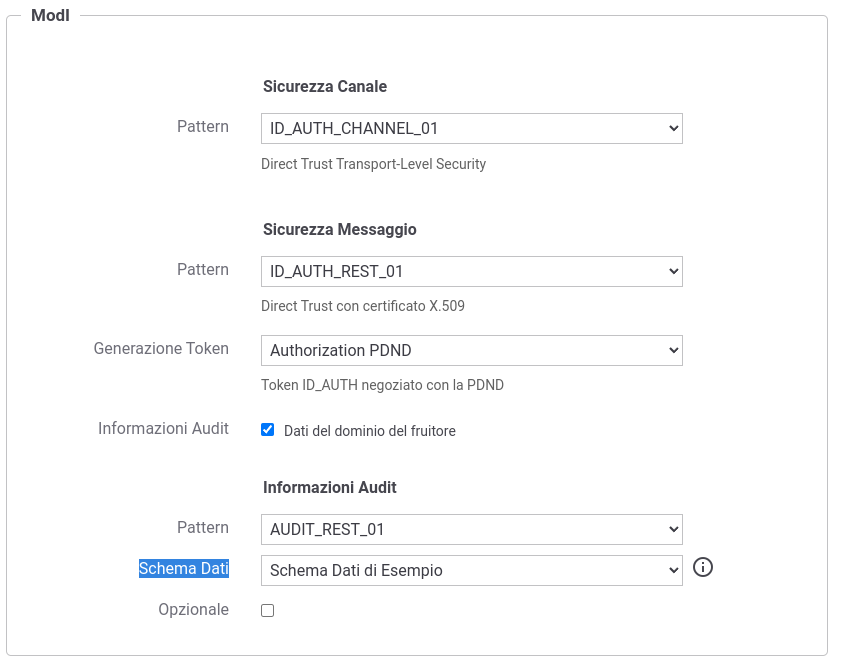 ModI
Sicurezza Canale
Pattern ID_AUTH_CHANNEL_01
Direct Trust Transport-Level Security
Sicurezza Messaggio
Pattern ID_AUTH_REST_01
Direct Trust con certificato X.509
Generazione Token Authorization PDND
Token ID_AUTH negoziato con la PDND
Informazioni Audit Dati del dominio del fruitore
Informazioni Audit
Pattern AUDIT_REST_01
Schema Dati Schema Dati di Esempio
Opzionale